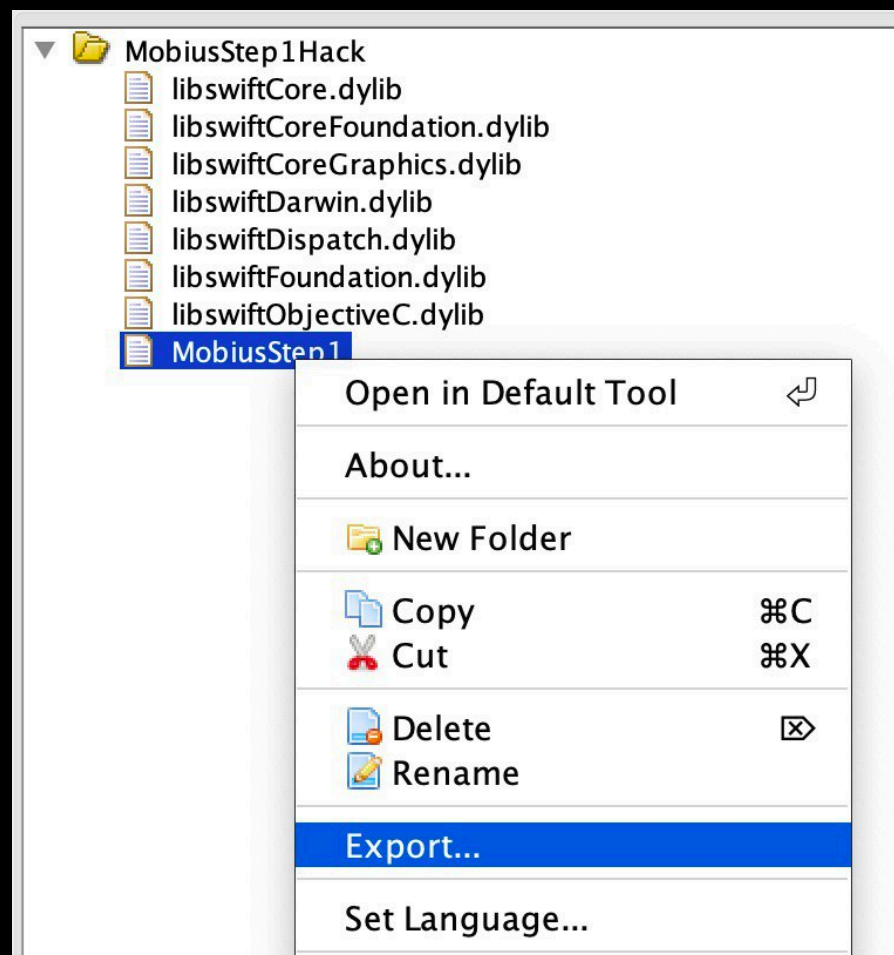 MobiusStep1Hack
libswiftCore.dylib
libswiftCoreFoundation.dylib
libswiftCoreGraphics.dylib
libswiftDarwin.dylib
libswiftDispatch.dylib
libswiftFoundation.dylib
libswiftObjectiveC.dylib
MobiusStep1
Open in Default Tool ⏎
About...
New Folder
Copy ⌘C
Cut ⌘X
Delete ⌦
Rename
Export...
Set Language...